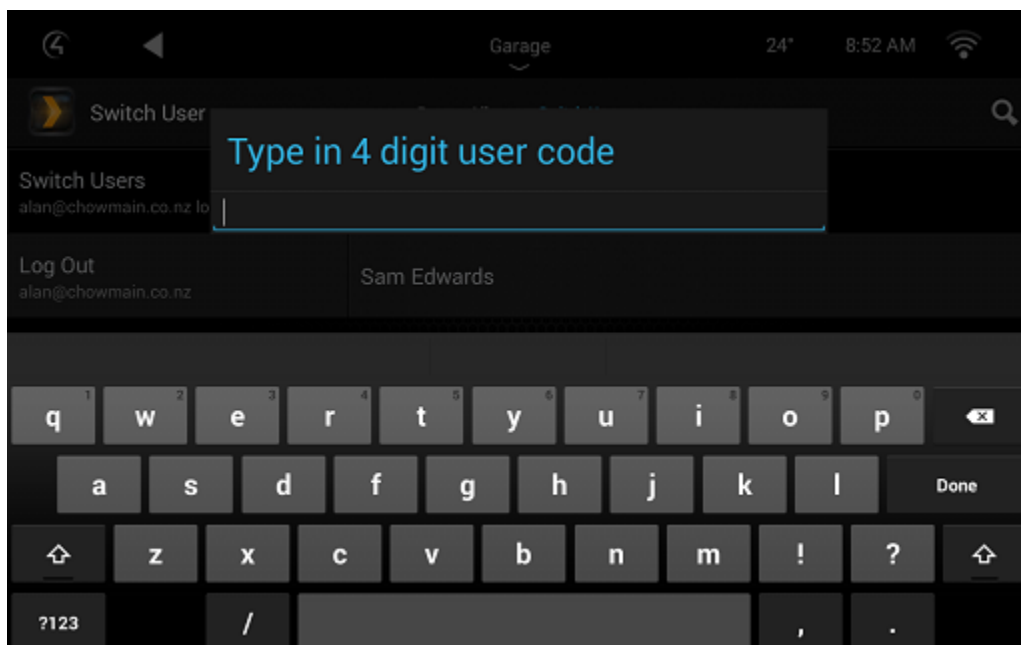 Garage 24° 8:52 AM
Switch User
Type in 4 digit user code
Switch Users
alan@chowmain.co.nz lo
Log Out
alan@chowmain.co.nz
Sam Edwards
1 2 3 4 5 6 7 8 9 0
q w e r t y u i o p
a s d f g h j k l Done
z x c v b n m ! ?
?123 / , .